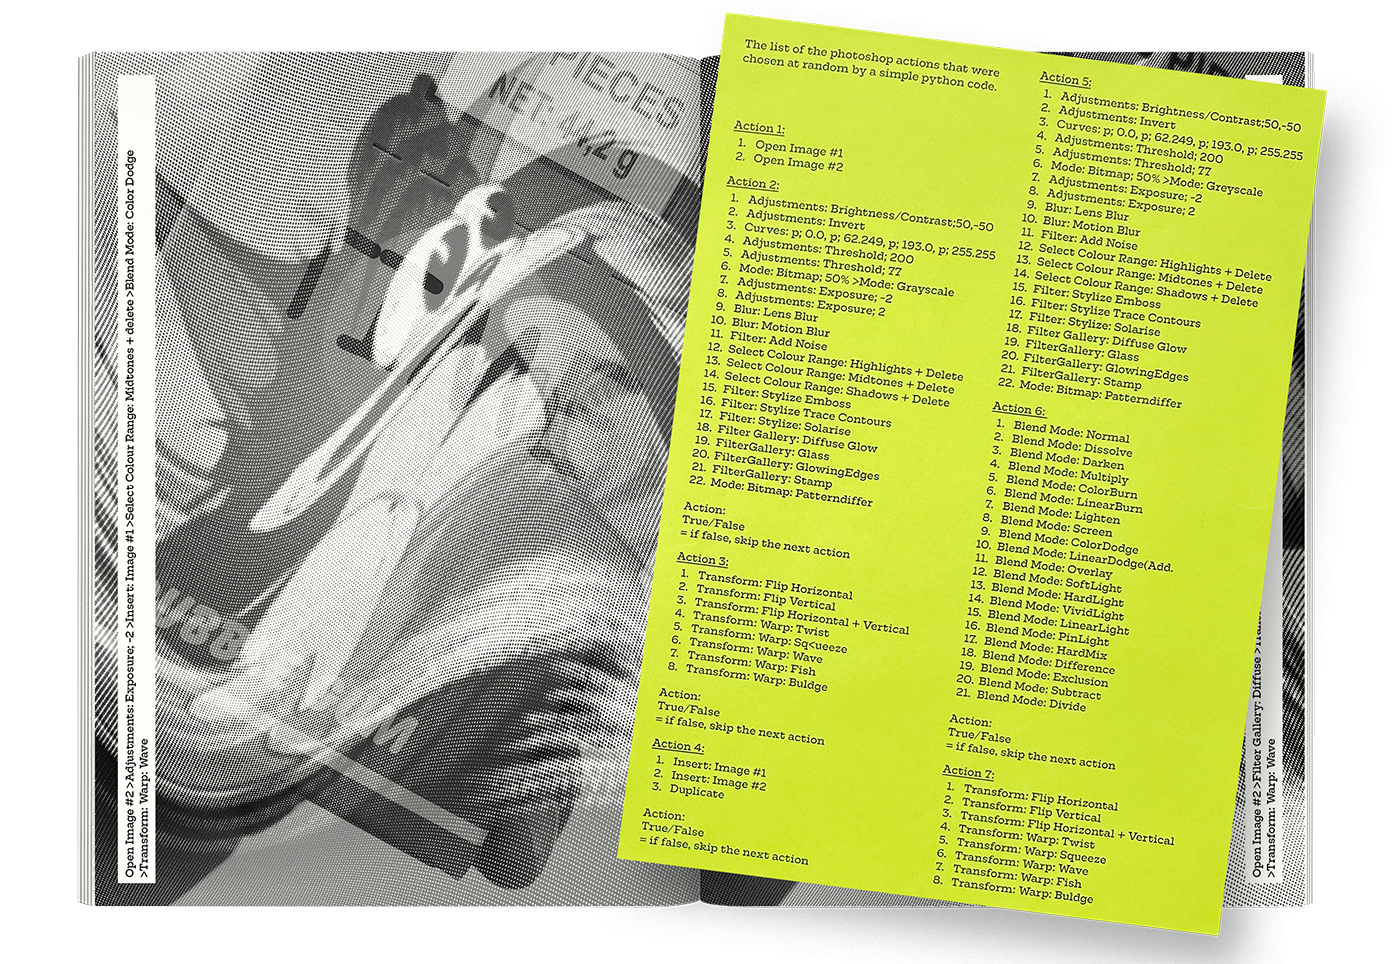 PIECES
NET /4,2 g
Open Image #2 >Adjustments: Exposure; -2 >Insert: Image #1 >Select Colour Range: Midtones + delete >Blend Mode: Color Dodge
>Transform: Warp: Wave
The list of the photoshop actions that were
chosen at random by a simple python code.
Action 1:
1. Open Image #1
2. Open Image #2
Action 2:
1. Adjustments: Brightness/Contrast;50,-50
2. Adjustments: Invert
3. Curves: p; 0.0, p; 62.249, p; 193.0, p; 255.255
4. Adjustments: Threshold; 200
5. Adjustments: Threshold; 77
6. Mode: Bitmap; 50% >Mode: Grayscale
7. Adjustments: Exposure; -2
8. Adjustments: Exposure; 2
9. Blur: Lens Blur
10. Blur: Motion Blur
11. Filter: Add Noise
12. Select Colour Range: Highlights + Delete
13. Select Colour Range: Midtones + Delete
14. Select Colour Range: Shadows + Delete
15. Filter: Stylize Emboss
16. Filter: Stylize Trace Contours
17. Filter: Stylize: Solarise
18. Filter Gallery: Diffuse Glow
19. FilterGallery: Glass
20. FilterGallery: GlowingEdges
21. FilterGallery: Stamp
22. Mode: Bitmap: Patterndiffer
Action:
True/False
= if false, skip the next action
Action 3:
1. Transform: Flip Horizontal
2. Transform: Flip Vertical
3. Transform: Flip Horizontal + Vertical
4. Transform: Warp: Twist
5. Transform: Warp: Sq<ueeze
6. Transform: Warp: Wave
7. Transform: Warp: Fish
8. Transform: Warp: Buldge
Action:
True/False
= if false, skip the next action
Action 4:
1. Insert: Image #1
2. Insert: Image #2
3. Duplicate
Action:
True/False
= if false, skip the next action
Action 5:
1. Adjustments: Brightness/Contrast;50,-50
2. Adjustments: Invert
3. Curves: p; 0.0, p; 62.249, p; 193.0, p; 255.255
4. Adjustments: Threshold; 200
5. Adjustments: Threshold; 77
6. Mode: Bitmap; 50% >Mode: Greyscale
7. Adjustments: Exposure; -2
8. Adjustments: Exposure; 2
9. Blur: Lens Blur
10. Blur: Motion Blur
11. Filter: Add Noise
12. Select Colour Range: Highlights + Delete
13. Select Colour Range: Midtones + Delete
14. Select Colour Range: Shadows + Delete
15. Filter: Stylize Emboss
16. Filter: Stylize Trace Contours
17. Filter: Stylize: Solarise
18. Filter Gallery: Diffuse Glow
19. FilterGallery: Glass
20. FilterGallery: GlowingEdges
21. FilterGallery: Stamp
22. Mode: Bitmap: Patterndiffer
Action 6:
1. Blend Mode: Normal
2. Blend Mode: Dissolve
3. Blend Mode: Darken
4. Blend Mode: Multiply
5. Blend Mode: ColorBurn
6. Blend Mode: LinearBurn
7. Blend Mode: Lighten
8. Blend Mode: Screen
9. Blend Mode: ColorDodge
10. Blend Mode: LinearDodge(Add.
11. Blend Mode: Overlay
12. Blend Mode: SoftLight
13. Blend Mode: HardLight
14. Blend Mode: VividLight
15. Blend Mode: LinearLight
16. Blend Mode: PinLight
17. Blend Mode: HardMix
18. Blend Mode: Difference
19. Blend Mode: Exclusion
20. Blend Mode: Subtract
21. Blend Mode: Divide
Action:
True/False
= if false, skip the next action
Action 7:
1. Transform: Flip Horizontal
2. Transform: Flip Vertical
3. Transform: Flip Horizontal + Vertical
4. Transform: Warp: Twist
5. Transform: Warp: Squeeze
6. Transform: Warp: Wave
7. Transform: Warp: Fish
8. Transform: Warp: Buldge
Open Image #2 >Filter Gallery: Diffuse >
>Transform: Warp: Wave